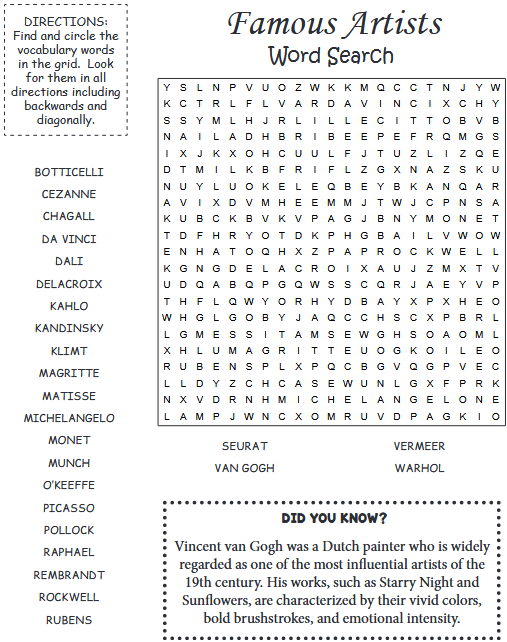 DIRECTIONS:
Find and circle the
vocabulary words
in the grid. Look
for them in all
directions including
backwards and
diagonally.
Famous Artists
Word Search
Y S L N P V U O Z W K K M Q C C T N J Y W
K C T R L F L V A R D A V I N C I X C H Y
S S Y M L H J R L I L L E C I T T O B V B
N A I L A D H B R I B E E P E F R Q M G S
I X J K X O H C U U L F J T U Z L I Z Q E
D T M I L K B F R I F L Z G X N A Z S K U
N U Y L U O K E L E Q B E Y B K A N Q A R
A V I X D V M H E E M M J T W J C P N S A
K U B C K B V K V P A G J B N Y M O N E T
T D F H R Y O T D K P H G B A I L V W O W
E N H A T O Q H X Z P A P R O C K W E L L
K G N G D E L A C R O I X A U J Z M X T V
U D Q A B Q P G Q W S S C Q R J A E Y V P
T H F L Q W Y O R H Y D B A Y X P X H E O
W H G L G O B Y J A Q C C H S C X P B R L
L G M E S S I T A M S E W G H S O A O M L
X H L U M A G R I T T E U O G K O I L E O
R U B E N S P L X P Q C B G V Q G P V E C
L L D Y Z C H C A S E W U N L G X F P R K
N X V D R N H M I C H E L A N G E L O N E
L A M P J W N C X O M R U V D P A G K I O
BOTTICELLI
CEZANNE
CHAGALL
DA VINCI
DALI
DELACROIX
KAHLO
KANDINSKY
KLIMT
MAGRITTE
MATISSE
MICHELANGELO
MONET
MUNCH
O'KEEFFE
PICASSO
POLLOCK
RAPHAEL
REMBRANDT
ROCKWELL
RUBENS
SEURAT
VERMEER
VAN GOGH
WARHOL
DID YOU KNOW?
Vincent van Gogh was a Dutch painter who is widely
regarded as one of the most influential artists of the
19th century. His works, such as Starry Night and
Sunflowers, are characterized by their vivid colors,
bold brushstrokes, and emotional intensity.